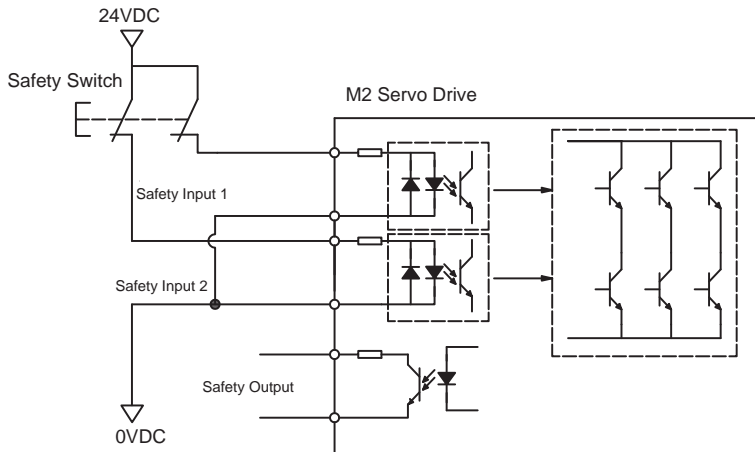 24VDC
Safety Switch
M2 Servo Drive
Safety Input 1
Safety Input 2
Safety Output
0VDC